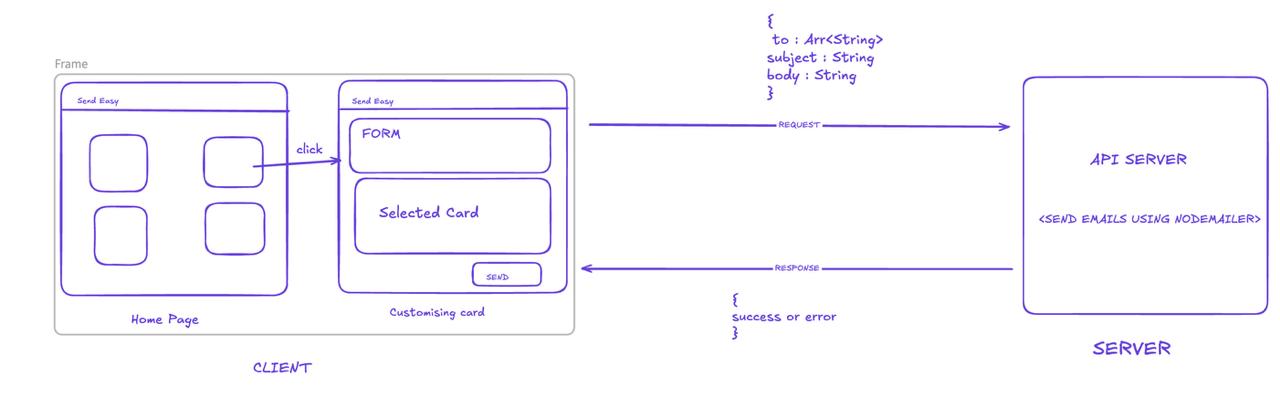 Frame
Send Easy
Home Page
click
Send Easy
FORM
Selected Card
SEND
Customising card
CLIENT
{
to : Arr<String>
subject : String
body : String
}
REQUEST
RESPONSE
{
success or error
}
API SERVER
<SEND EMAILS USING NODEMAILER>
SERVER